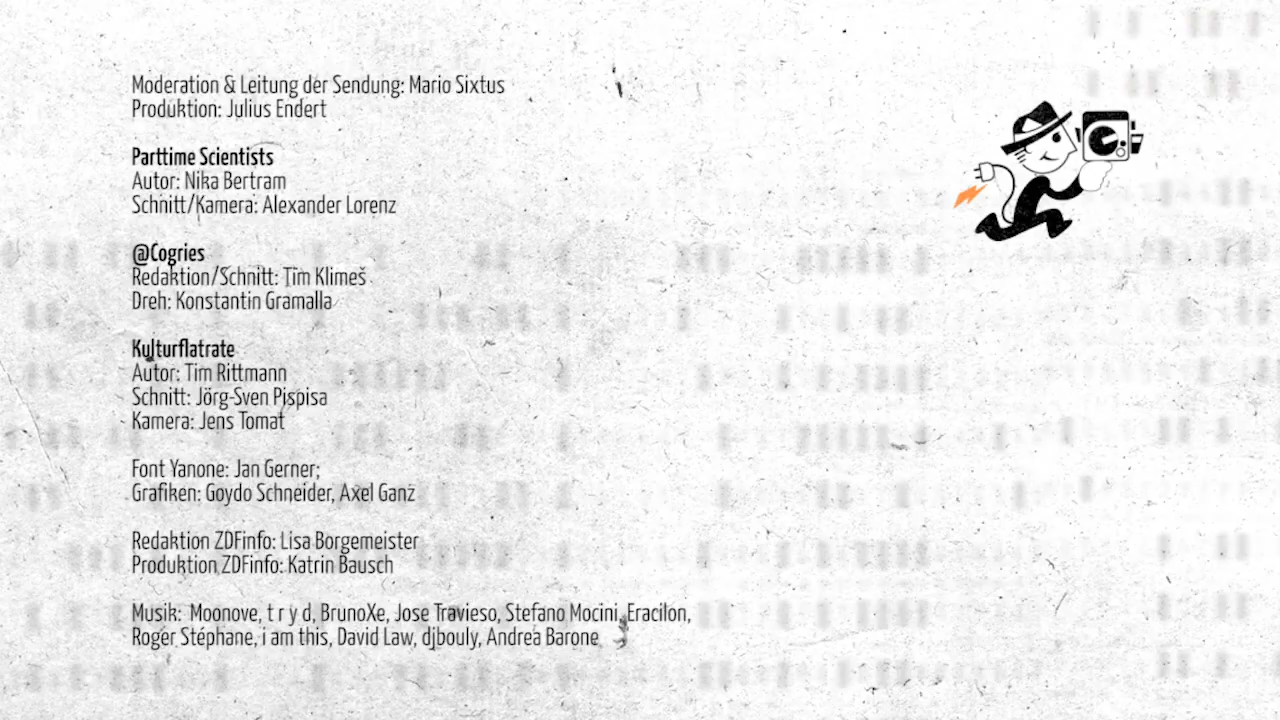 Moderation & Leitung der Sendung: Mario Sixtus
Produktion: Julius Endert
Parttime Scientists
Autor: Nika Bertram
Schnitt/Kamera: Alexander Lorenz
@Cogries
Redaktion/Schnitt: Tim Klimeš
Dreh: Konstantin Gramalla
Kulturflatrate
Autor: Tim Rittmann
Schnitt: Jörg-Sven Pispisa
Kamera: Jens Tomat
Font Yanone: Jan Gerner;
Grafiken: Goydo Schneider, Axel Ganz
Redaktion ZDFinfo: Lisa Borgemeister
Produktion ZDFinfo: Katrin Bausch
Musik: Moonove, t r y d, BrunoXe, Jose Travieso, Stefano Mocini, Eracilon,
Roger Stéphane, i am this, David Law, djbouly, Andrea Barone